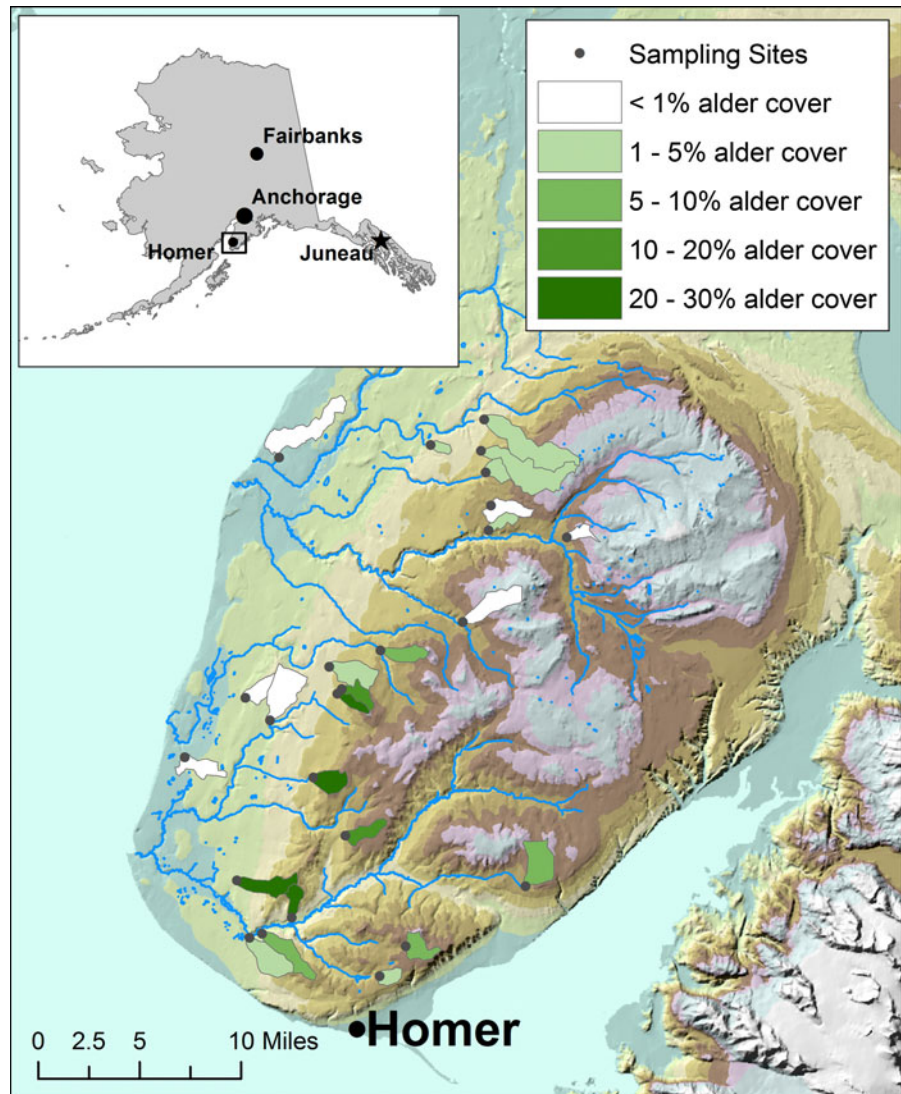 Fairbanks
Anchorage
Homer
Juneau
Sampling Sites
< 1% alder cover
1 - 5% alder cover
5 - 10% alder cover
10 - 20% alder cover
20 - 30% alder cover
Homer
0 2.5 5 10 Miles